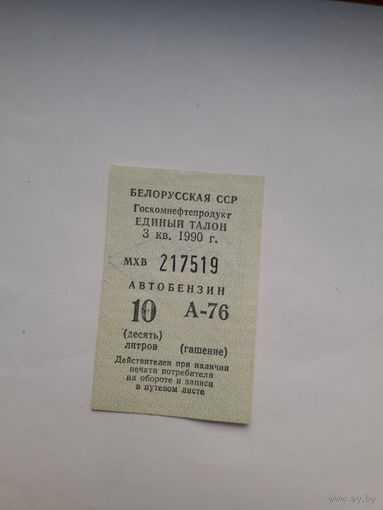 БЕЛОРУССКАЯ ССР
Госкомнефтепродукт
ЕДИНЫЙ ТАЛОН
3 кв. 1990 г.
МХВ 217519
АВТОБЕНЗИН
10 А-76
(десять)
литров (гашение)
Действителен при наличии
печати потребителя
на обороте и записи
в путевом листе
https://www.ay.by